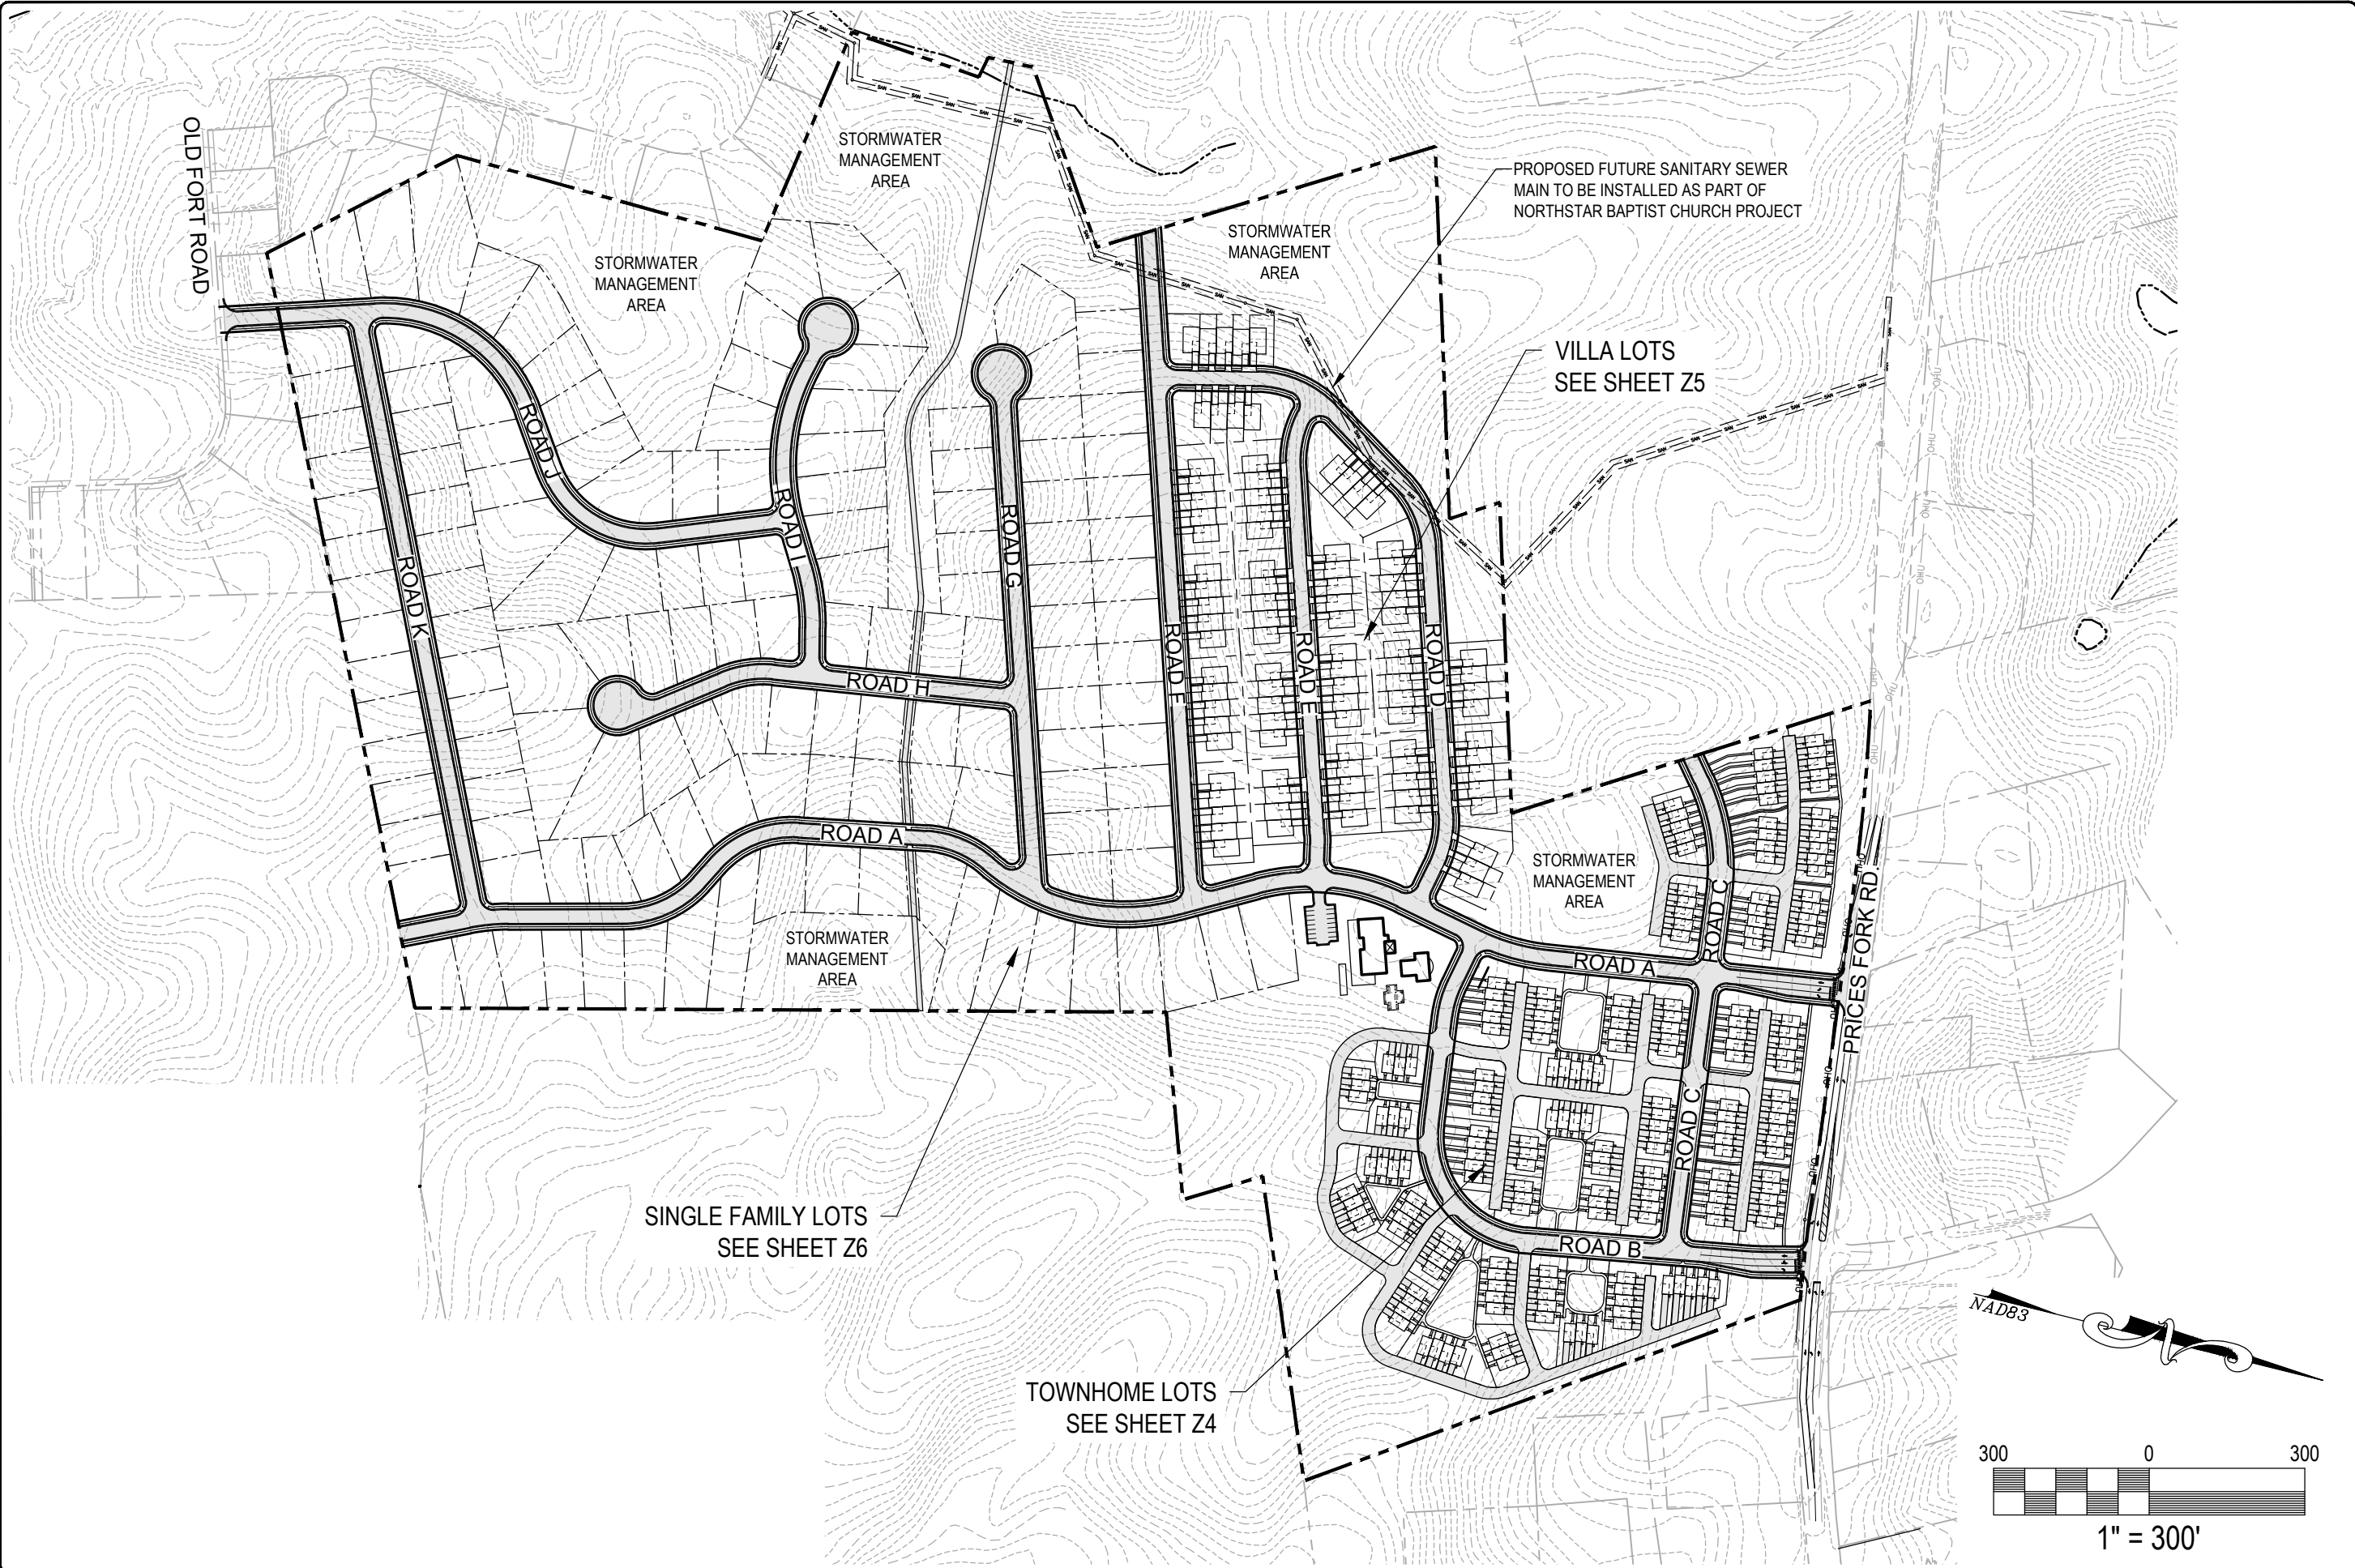 OLD FORT ROAD
STORMWATER
MANAGEMENT
AREA
STORMWATER
MANAGEMENT
AREA
STORMWATER
MANAGEMENT
AREA
PROPOSED FUTURE SANITARY SEWER
MAIN TO BE INSTALLED AS PART OF
NORTHSTAR BAPTIST CHURCH PROJECT
VILLA LOTS
SEE SHEET Z5
ROAD J
ROAD I
ROAD G
ROAD K
ROAD H
ROAD F
ROAD E
ROAD D
ROAD A
STORMWATER
MANAGEMENT
AREA
ROAD C
PRICES FORK RD.
STORMWATER
MANAGEMENT
AREA
ROAD A
ROAD C
ROAD B
SINGLE FAMILY LOTS
SEE SHEET Z6
TOWNHOME LOTS
SEE SHEET Z4
SAN
OHU
NAD83
N
300 0 300
1" = 300'